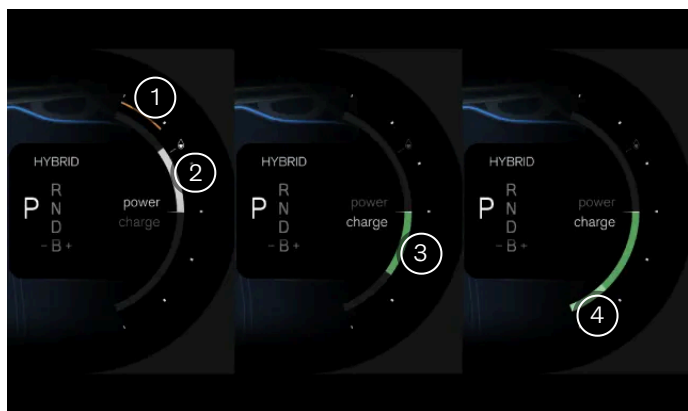 1
2
HYBRID
R
P N
D
- B +
power
charge
HYBRID
R
P N
D
- B +
power
charge
3
HYBRID
R
P N
D
- B +
power
charge
4